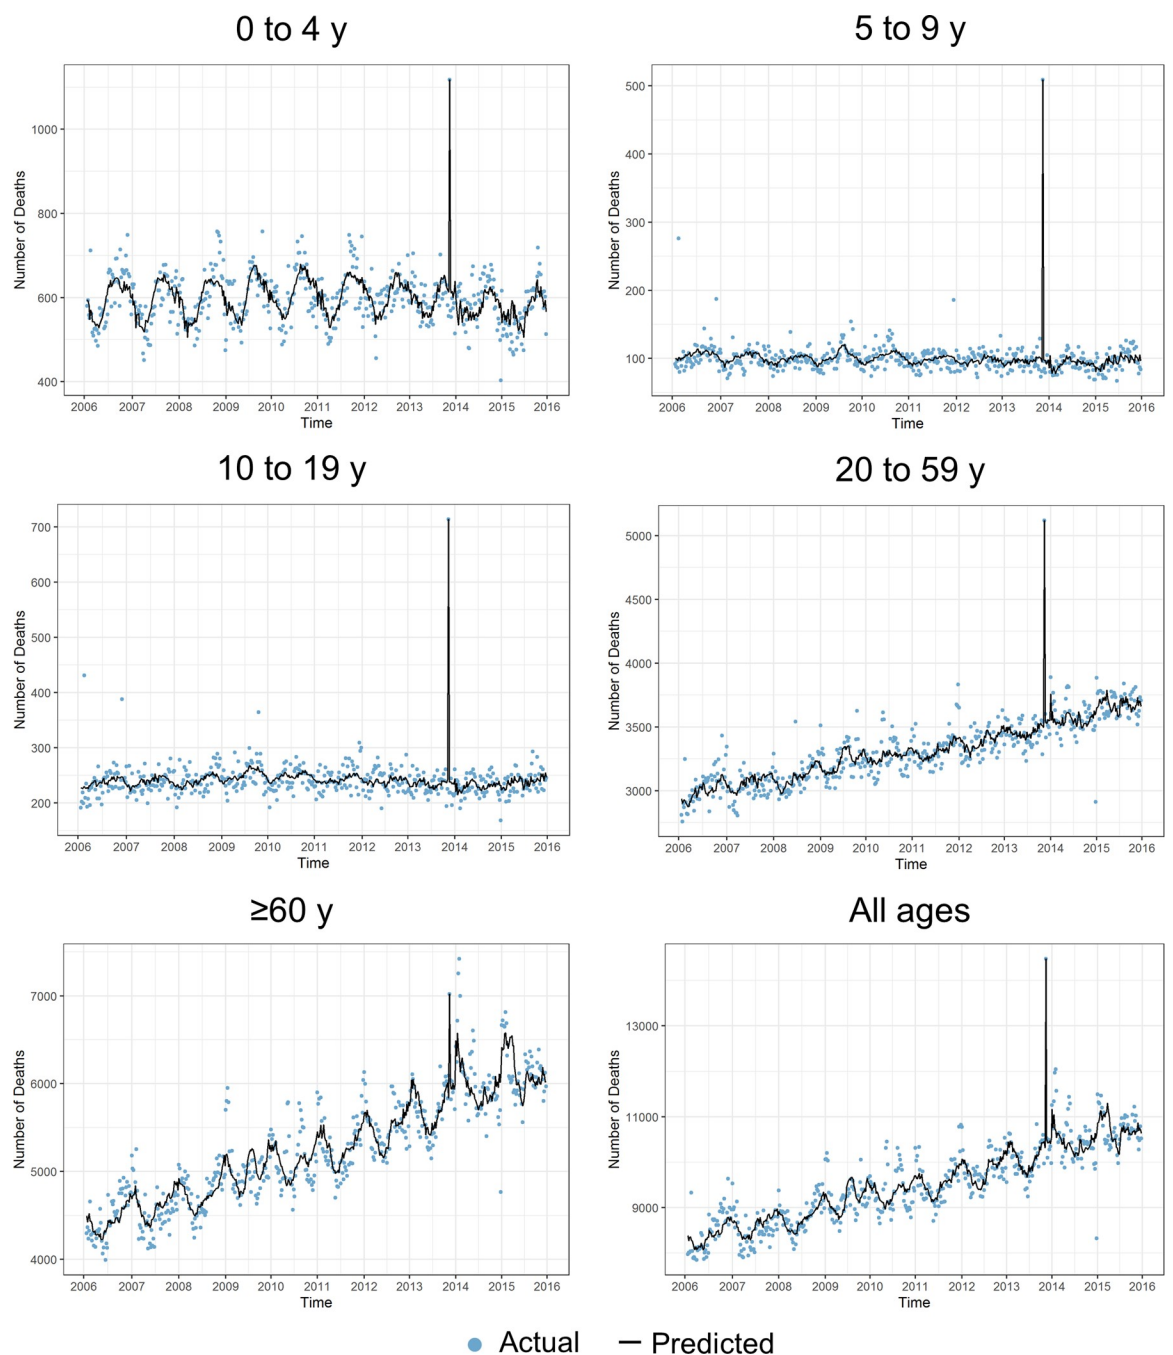 0 to 4 y
Number of Deaths
1000
800
600
400
2006 2007 2008 2009 2010 2011 2012 2013 2014 2015 2016
Time
5 to 9 y
Number of Deaths
500
400
300
200
100
2006 2007 2008 2009 2010 2011 2012 2013 2014 2015 2016
Time
10 to 19 y
Number of Deaths
700
600
500
400
300
200
2006 2007 2008 2009 2010 2011 2012 2013 2014 2015 2016
Time
20 to 59 y
Number of Deaths
5000
4500
4000
3500
3000
2006 2007 2008 2009 2010 2011 2012 2013 2014 2015 2016
Time
≥60 y
Number of Deaths
7000
6000
5000
4000
2006 2007 2008 2009 2010 2011 2012 2013 2014 2015 2016
Time
All ages
Number of Deaths
13000
11000
9000
2006 2007 2008 2009 2010 2011 2012 2013 2014 2015 2016
Time
Actual
Predicted